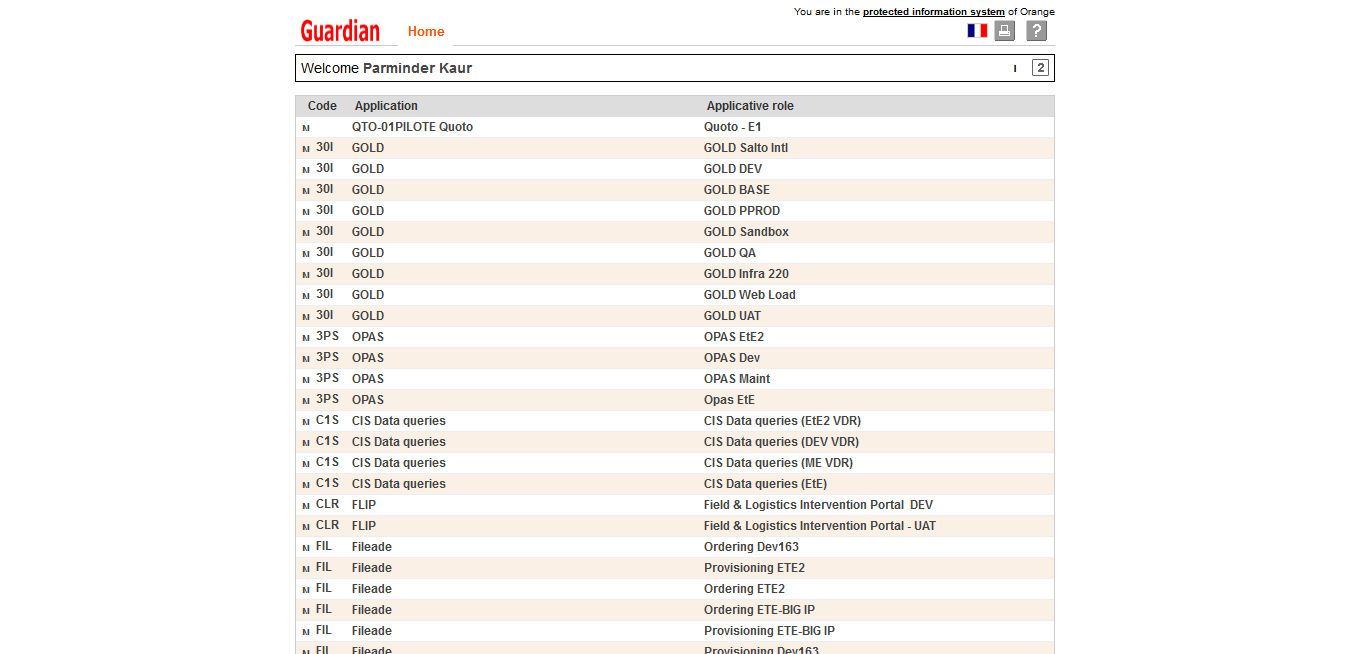 You are in the protected information system of Orange
Guardian Home ?
Welcome Parminder Kaur I 2
Code Application Applicative role
N QTO-01PILOTE Quoto Quoto - E1
N 30I GOLD GOLD Salto Intl
N 30I GOLD GOLD DEV
N 30I GOLD GOLD BASE
N 30I GOLD GOLD PPROD
N 30I GOLD GOLD Sandbox
N 30I GOLD GOLD QA
N 30I GOLD GOLD Infra 220
N 30I GOLD GOLD Web Load
N 30I GOLD GOLD UAT
N 3PS OPAS OPAS EtE2
N 3PS OPAS OPAS Dev
N 3PS OPAS OPAS Maint
N 3PS OPAS Opas EtE
N C1S CIS Data queries CIS Data queries (EtE2 VDR)
N C1S CIS Data queries CIS Data queries (DEV VDR)
N C1S CIS Data queries CIS Data queries (ME VDR)
N C1S CIS Data queries CIS Data queries (EtE)
N CLR FLIP Field & Logistics Intervention Portal DEV
N CLR FLIP Field & Logistics Intervention Portal - UAT
N FIL Fileade Ordering Dev163
N FIL Fileade Provisioning ETE2
N FIL Fileade Ordering ETE2
N FIL Fileade Ordering ETE-BIG IP
N FIL Fileade Provisioning ETE-BIG IP
N FIL Fileade Provisioning Dev163